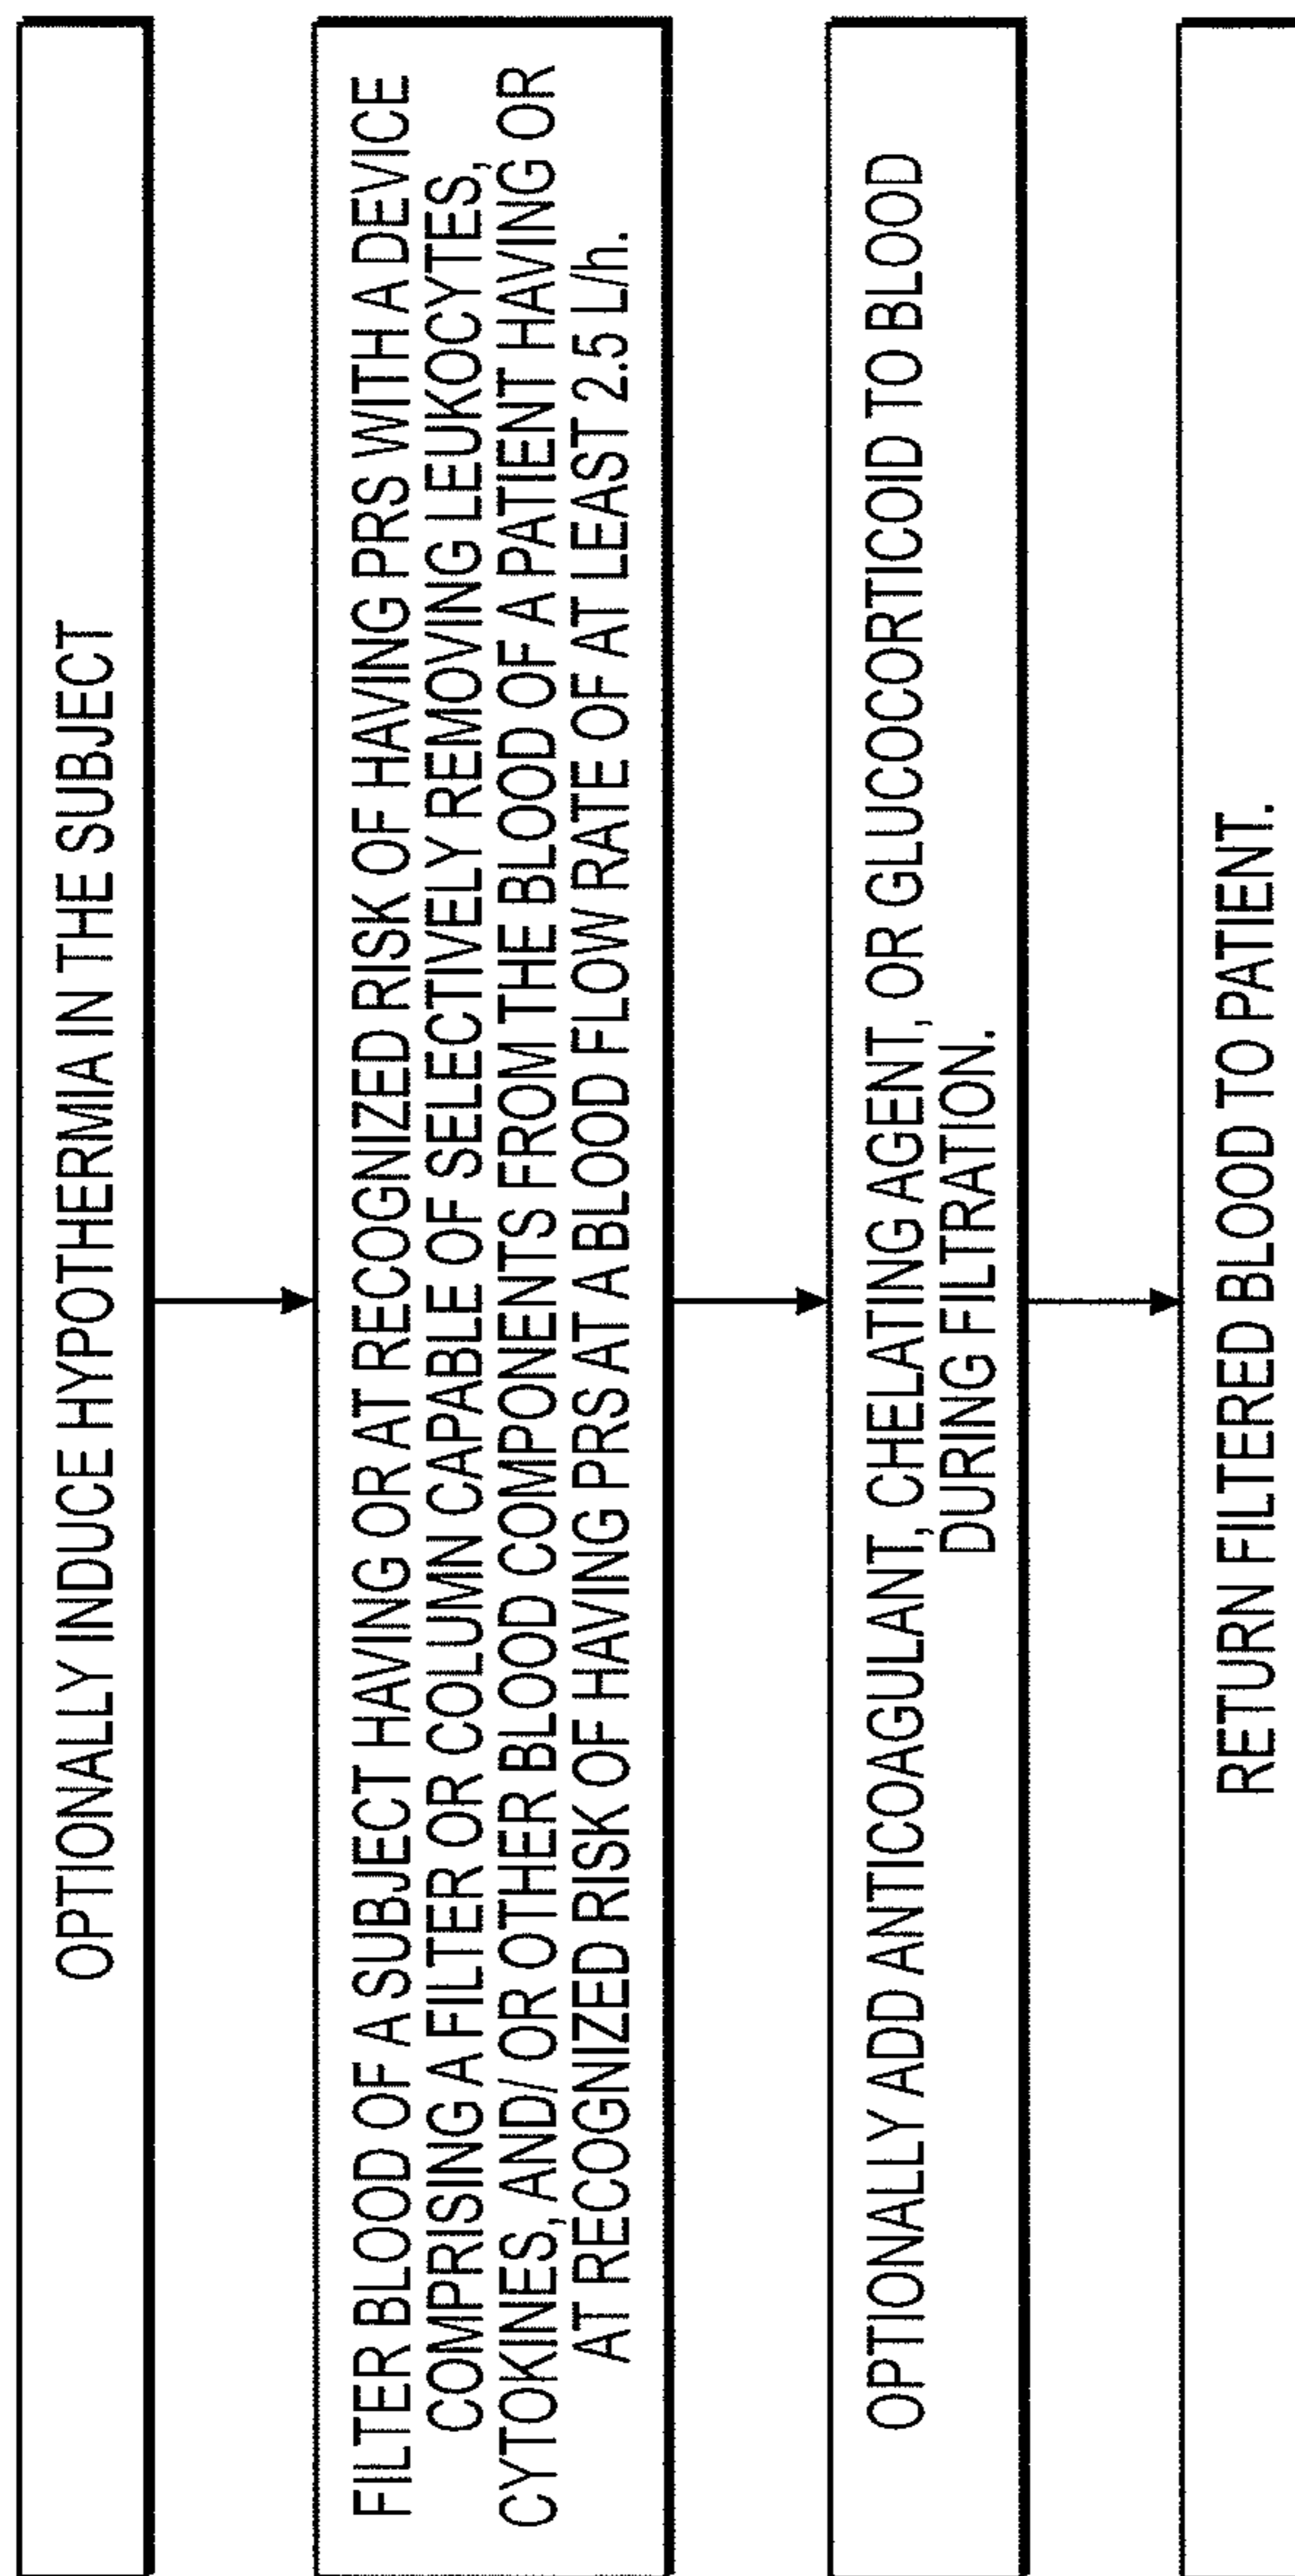 OPTIONALLY INDUCE HYPOTHERMIA IN THE SUBJECT
FILTER BLOOD OF A SUBJECT HAVING OR AT RECOGNIZED RISK OF HAVING PRS WITH A DEVICE
COMPRISING A FILTER OR COLUMN CAPABLE OF SELECTIVELY REMOVING LEUKOCYTES,
CYTOKINES, AND/ OR OTHER BLOOD COMPONENTS FROM THE BLOOD OF A PATIENT HAVING OR
AT RECOGNIZED RISK OF HAVING PRS AT A BLOOD FLOW RATE OF AT LEAST 2.5 L/h.
OPTIONALLY ADD ANTICOAGULANT, CHELATING AGENT, OR GLUCOCORTICOID TO BLOOD
DURING FILTRATION.
RETURN FILTERED BLOOD TO PATIENT.